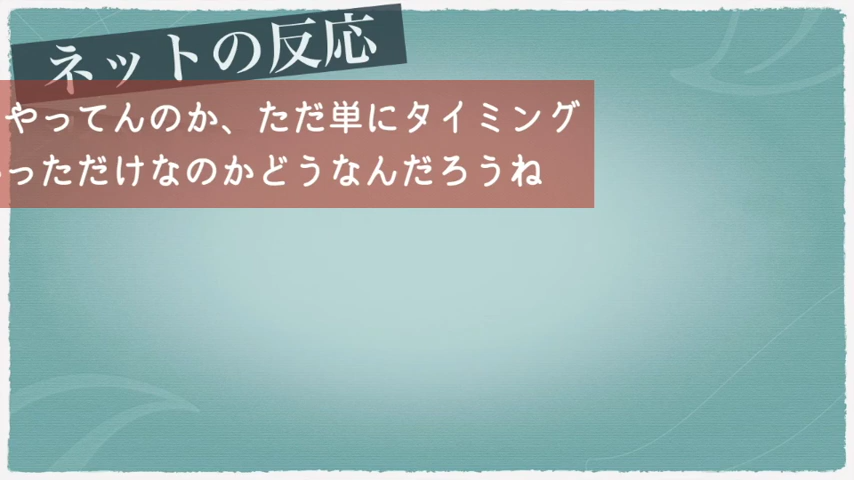 ネットの反応
やってんのか、ただ単にタイミング
っただけなのかどうなんだろうね